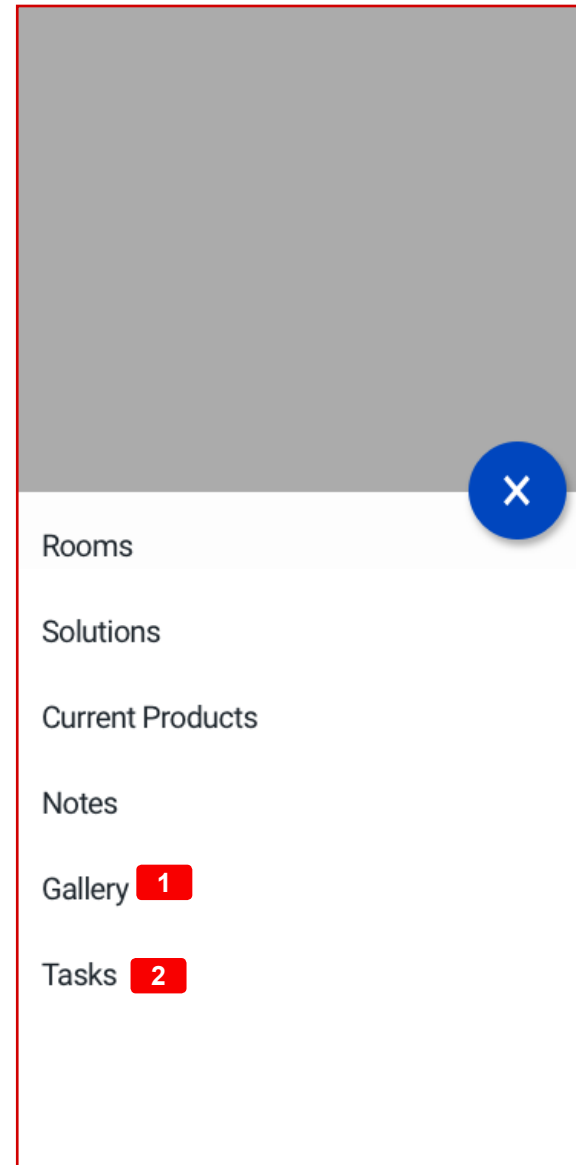 Rooms
Solutions
Current Products
Notes
Gallery 1
Tasks 2